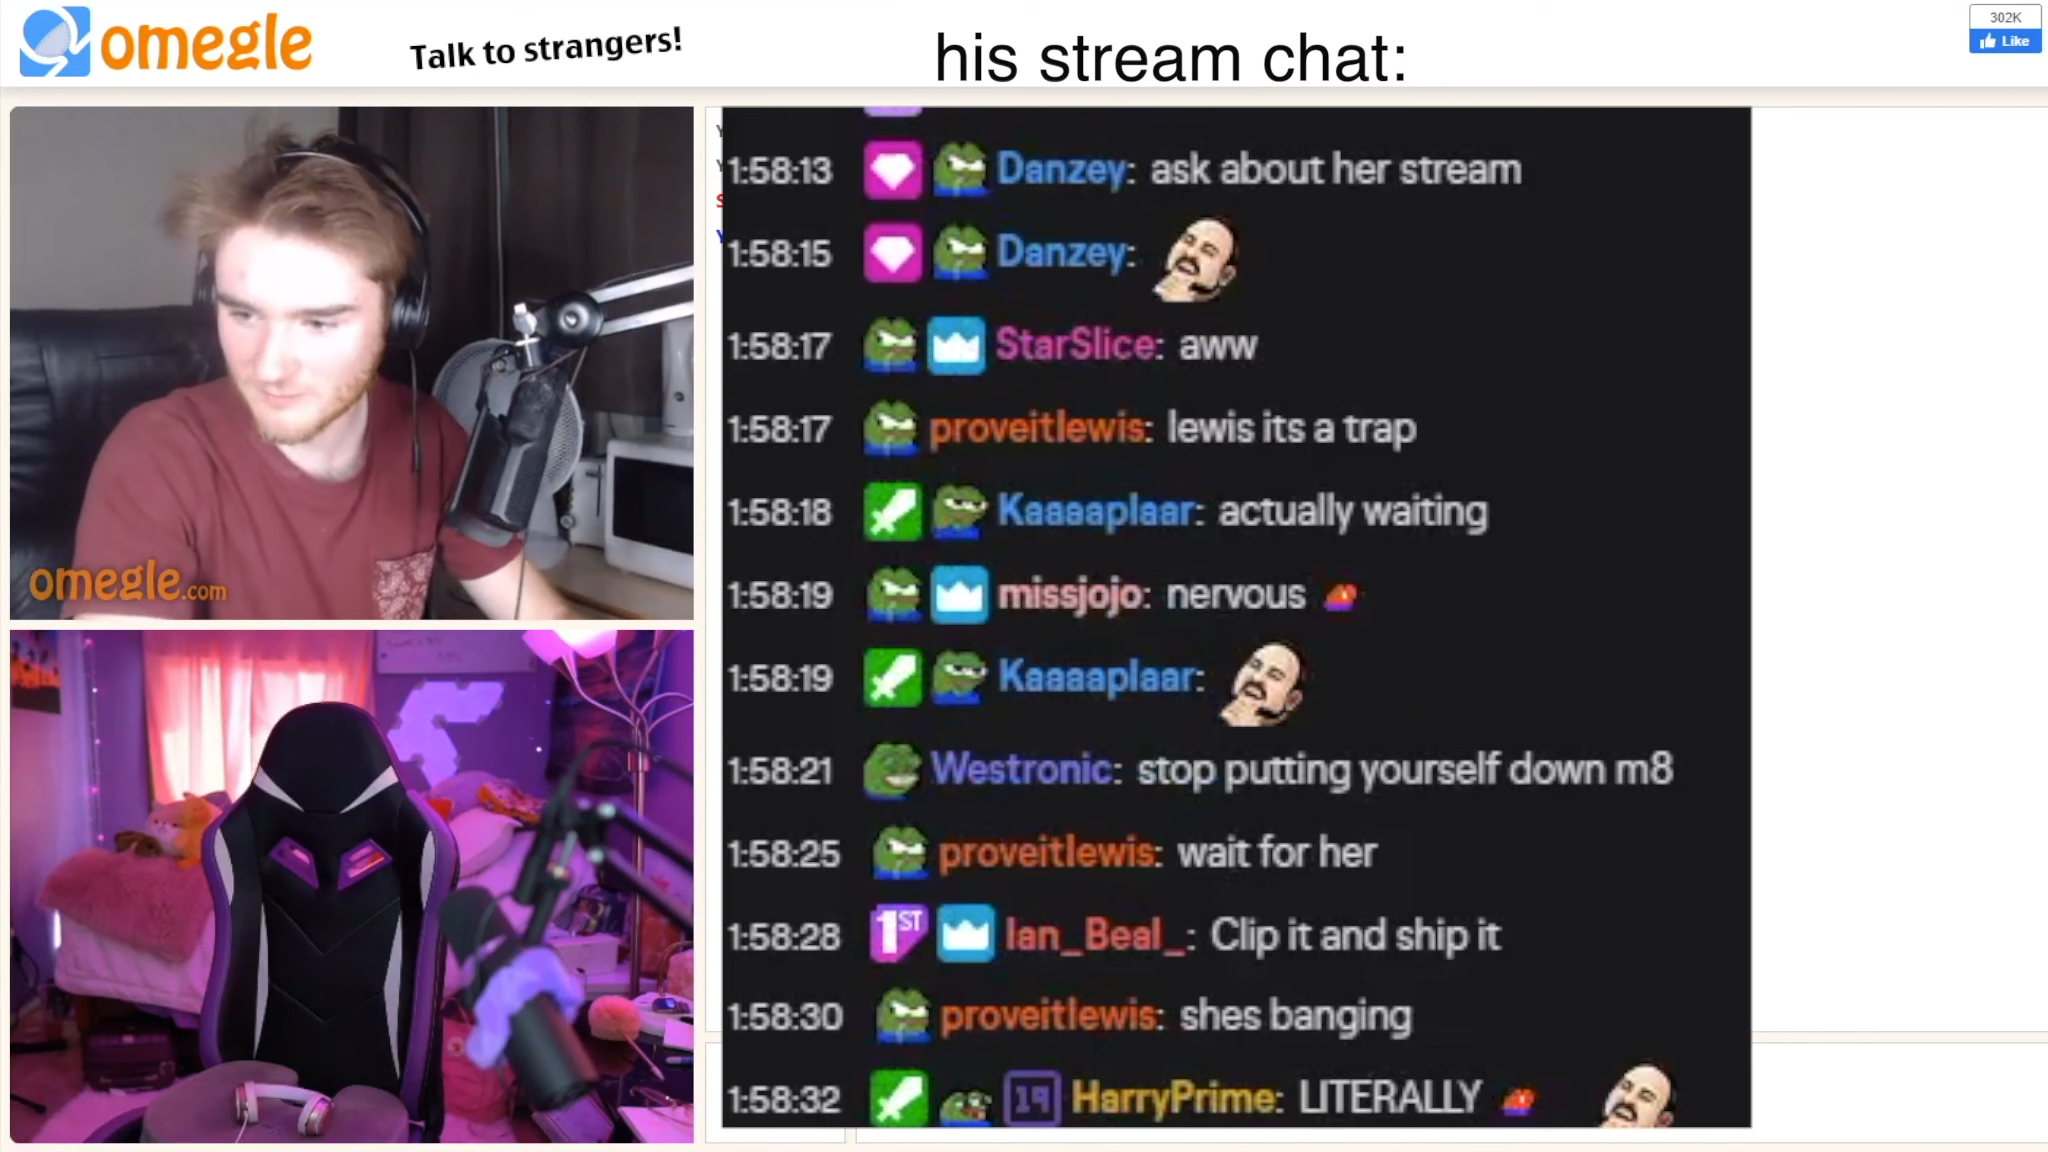 omegle
Talk to strangers!
his stream chat:
302K
Like
1:58:13 Danzey: ask about her stream
1:58:15 Danzey:
1:58:17 StarSlice: aww
1:58:17 proveitlewis: lewis its a trap
1:58:18 Kaaaaplaar: actually waiting
1:58:19 missjojo: nervous
1:58:19 Kaaaaplaar:
1:58:21 Westronic: stop putting yourself down m8
1:58:25 proveitlewis: wait for her
1:58:28 1ST Ian_Beal_: Clip it and ship it
1:58:30 proveitlewis: shes banging
1:58:32 19 HarryPrime: LITERALLY
omegle.com